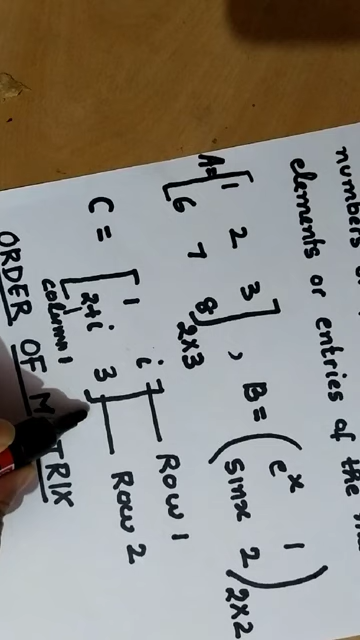 numbers
elements or entries of the
A = [ 1 2 3
6 7 8 ] 2x3 , B = ( eˣ 1
sinx 2 ) 2x2
C = [ 1 i ] Row 1
2+i 3 ] Row 2
column 1
ORDER OF MATRIX